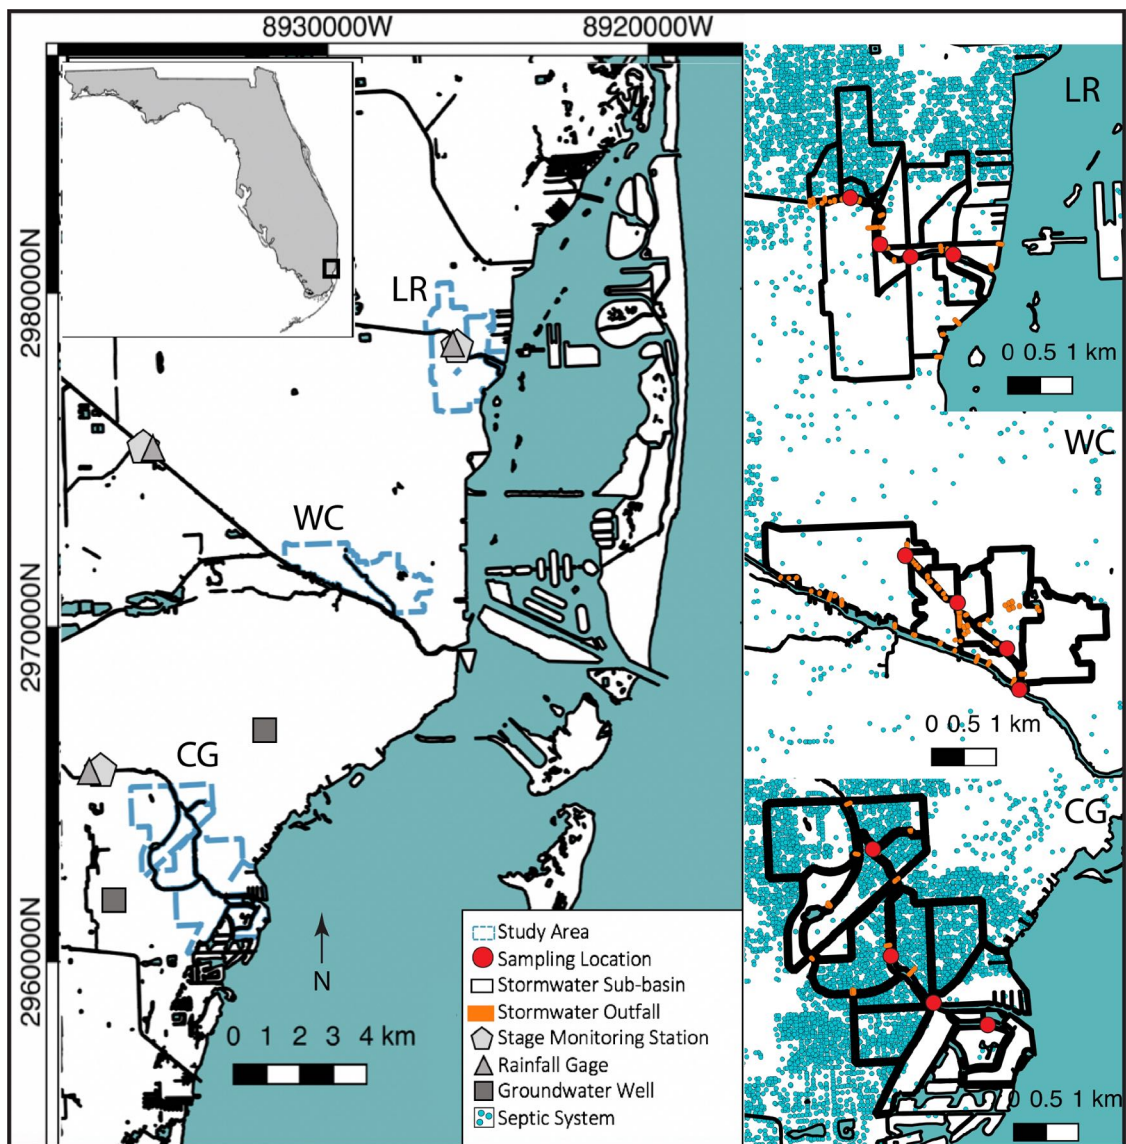 8930000W 8920000W
2980000N
2970000N
2960000N
LR
WC
CG
N
0 1 2 3 4 km
Study Area
Sampling Location
Stormwater Sub-basin
Stormwater Outfall
Stage Monitoring Station
Rainfall Gage
Groundwater Well
Septic System
LR
0 0.5 1 km
WC
0 0.5 1 km
CG
0 0.5 1 km